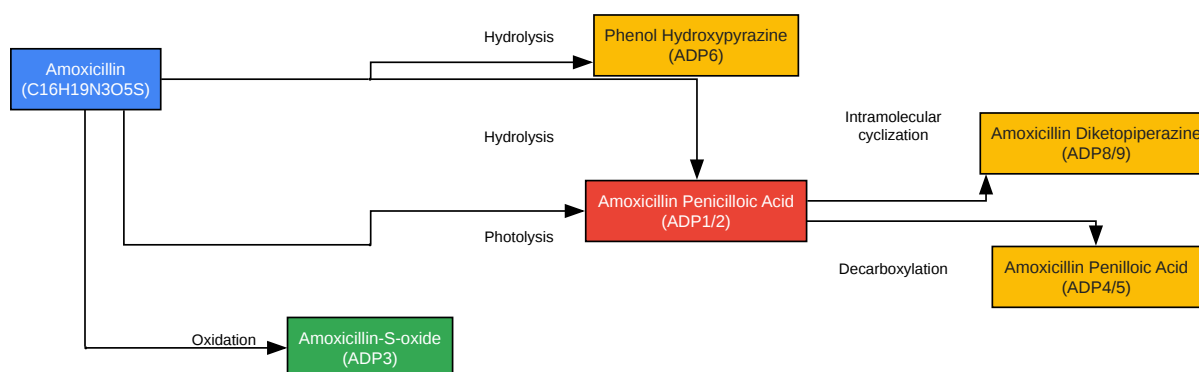 Hydrolysis
Phenol Hydroxypyrazine
(ADP6)
Amoxicillin
(C16H19N3O5S)
Hydrolysis
Intramolecular
cyclization
Amoxicillin Diketopiperazine
(ADP8/9)
Amoxicillin Penicilloic Acid
(ADP1/2)
Photolysis
Decarboxylation
Amoxicillin Penilloic Acid
(ADP4/5)
Oxidation
Amoxicillin-S-oxide
(ADP3)